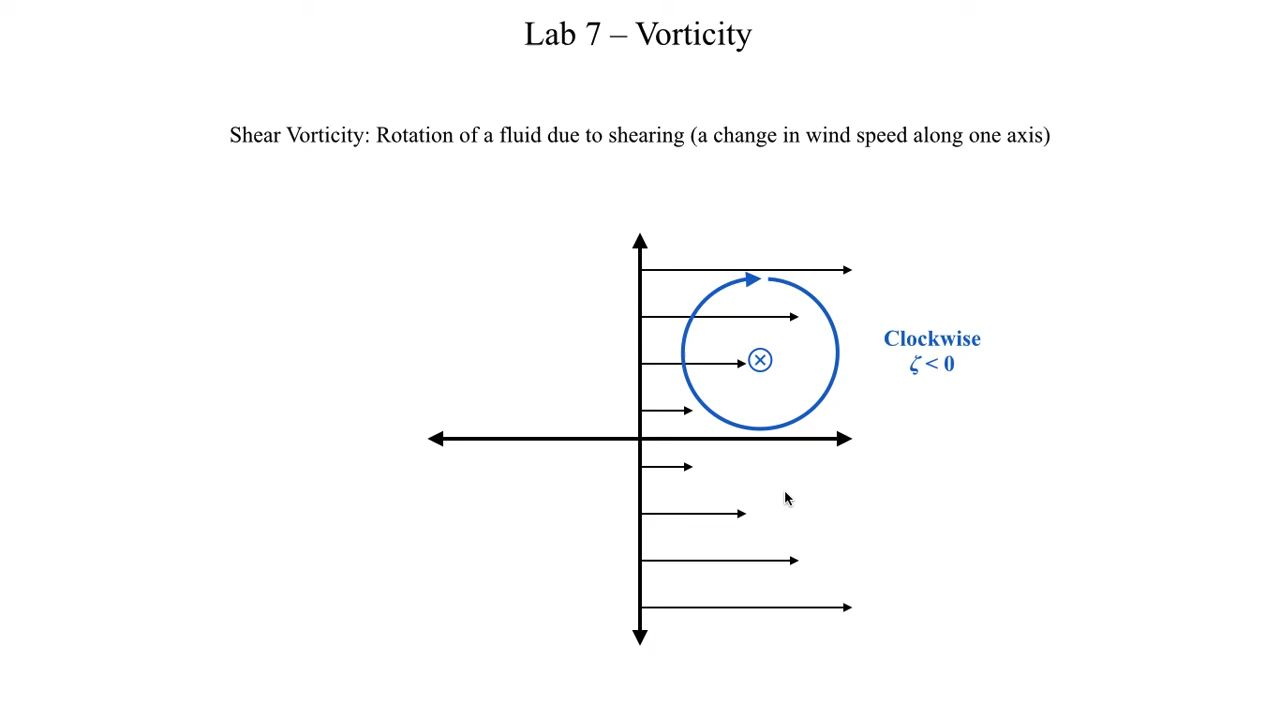 Lab 7 – Vorticity
Shear Vorticity: Rotation of a fluid due to shearing (a change in wind speed along one axis)
Clockwise
ζ < 0